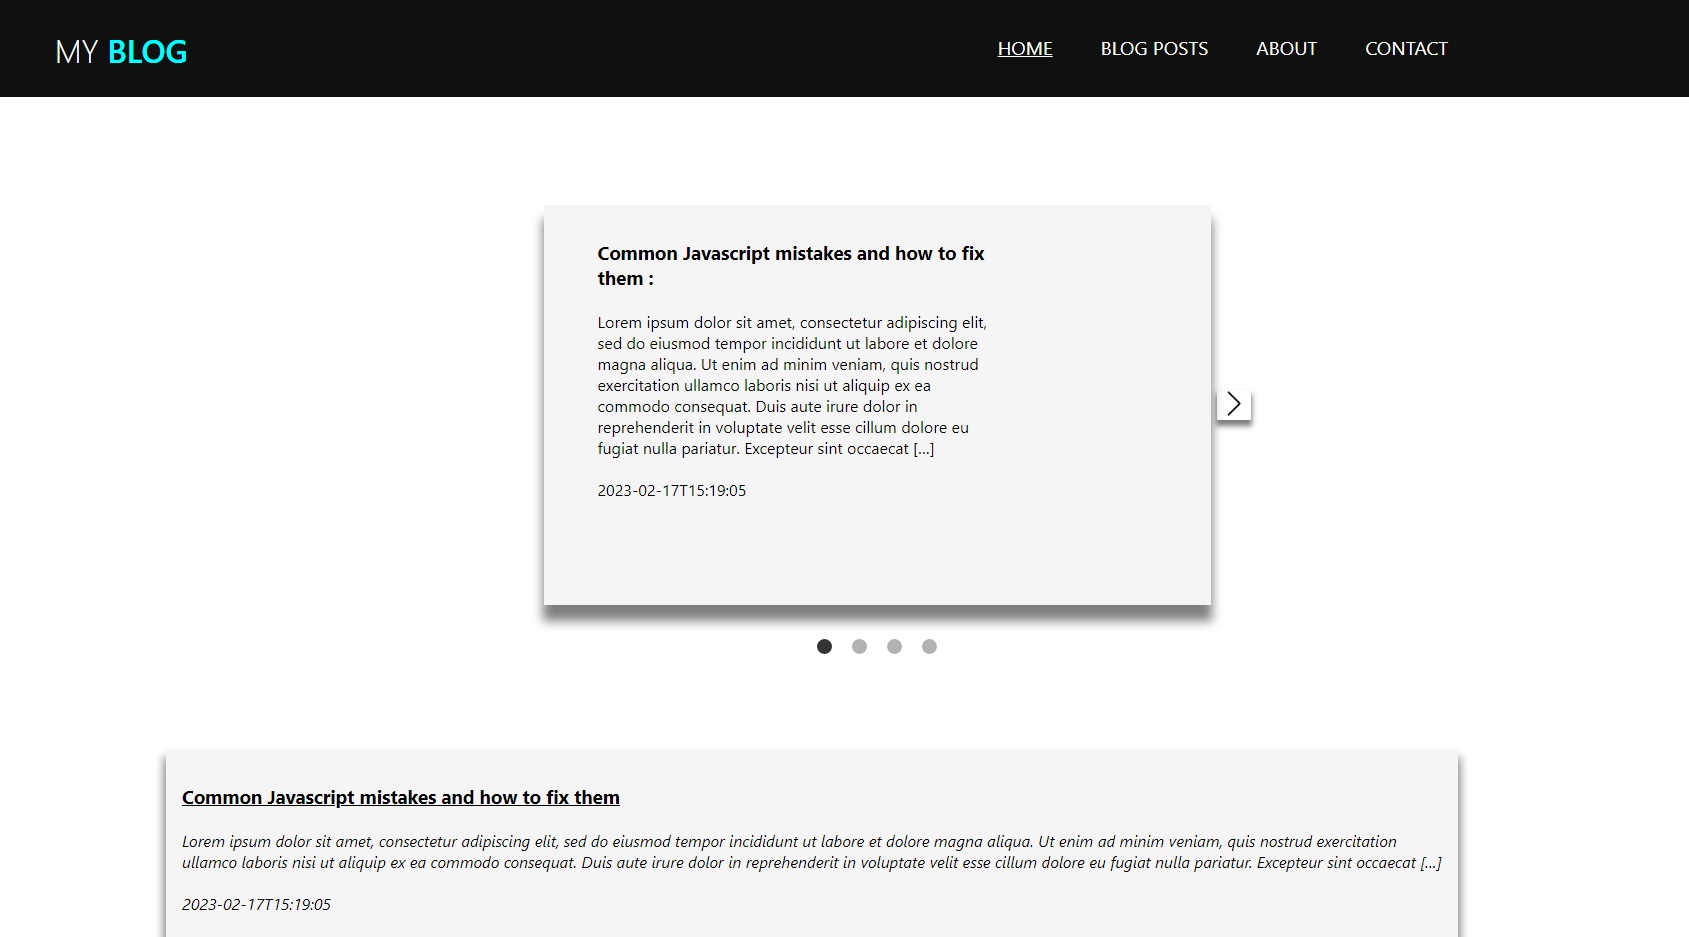 MY BLOG
HOME BLOG POSTS ABOUT CONTACT
Common Javascript mistakes and how to fix
them :
Lorem ipsum dolor sit amet, consectetur adipiscing elit,
sed do eiusmod tempor incididunt ut labore et dolore
magna aliqua. Ut enim ad minim veniam, quis nostrud
exercitation ullamco laboris nisi ut aliquip ex ea
commodo consequat. Duis aute irure dolor in
reprehenderit in voluptate velit esse cillum dolore eu
fugiat nulla pariatur. Excepteur sint occaecat [...]
2023-02-17T15:19:05
Common Javascript mistakes and how to fix them
Lorem ipsum dolor sit amet, consectetur adipiscing elit, sed do eiusmod tempor incididunt ut labore et dolore magna aliqua. Ut enim ad minim veniam, quis nostrud exercitation
ullamco laboris nisi ut aliquip ex ea commodo consequat. Duis aute irure dolor in reprehenderit in voluptate velit esse cillum dolore eu fugiat nulla pariatur. Excepteur sint occaecat [...]
2023-02-17T15:19:05